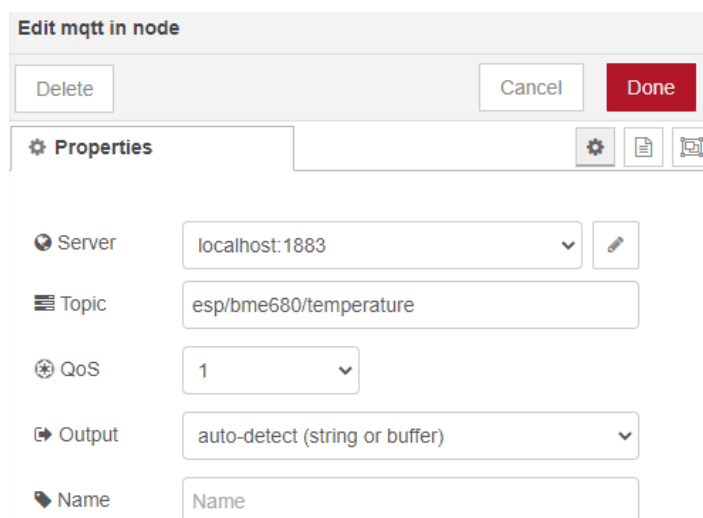 Edit mqtt in node
Delete Cancel Done
Properties
Server localhost:1883
Topic esp/bme680/temperature
QoS 1
Output auto-detect (string or buffer)
Name Name